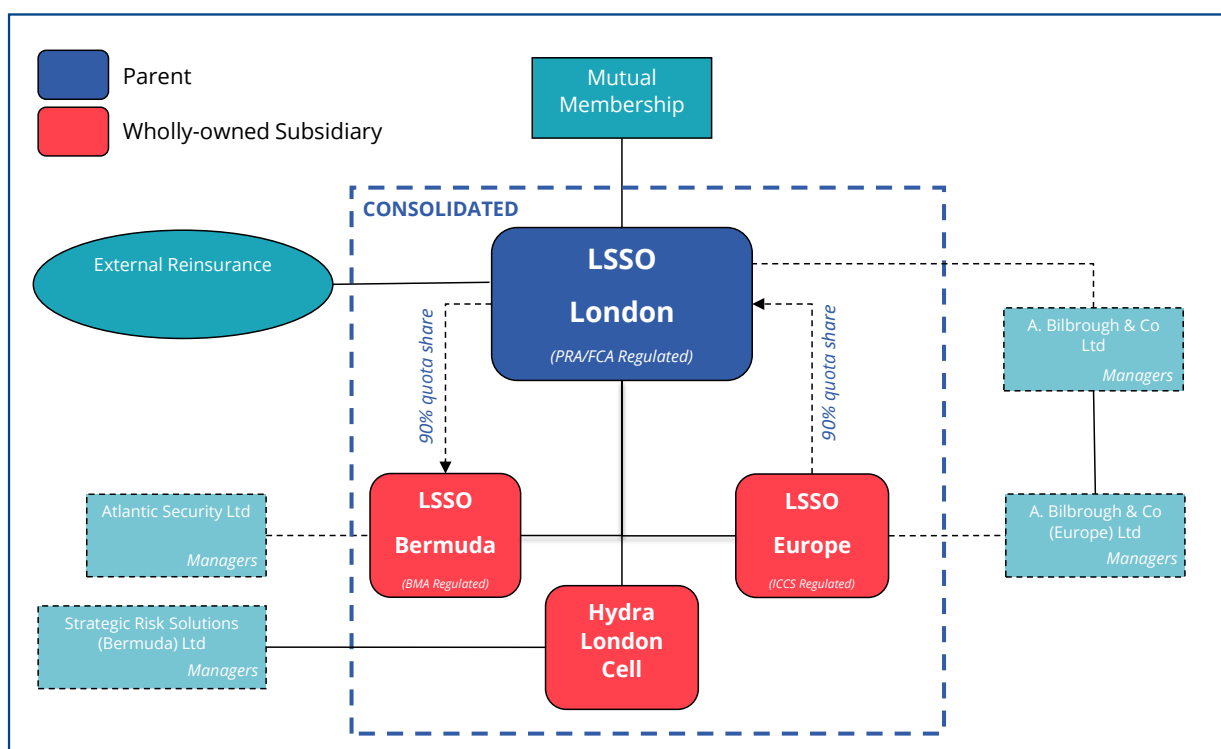 Parent
Wholly-owned Subsidiary
Mutual
Membership
CONSOLIDATED
External Reinsurance
LSSO
London
(PRA/FCA Regulated)
90% quota share
90% quota share
A. Bilbrough & Co
Ltd
Managers
Atlantic Security Ltd
Managers
LSSO
Bermuda
(BMA Regulated)
LSSO
Europe
(ICCS Regulated)
A. Bilbrough & Co
(Europe) Ltd
Managers
Strategic Risk Solutions
(Bermuda) Ltd
Managers
Hydra
London
Cell